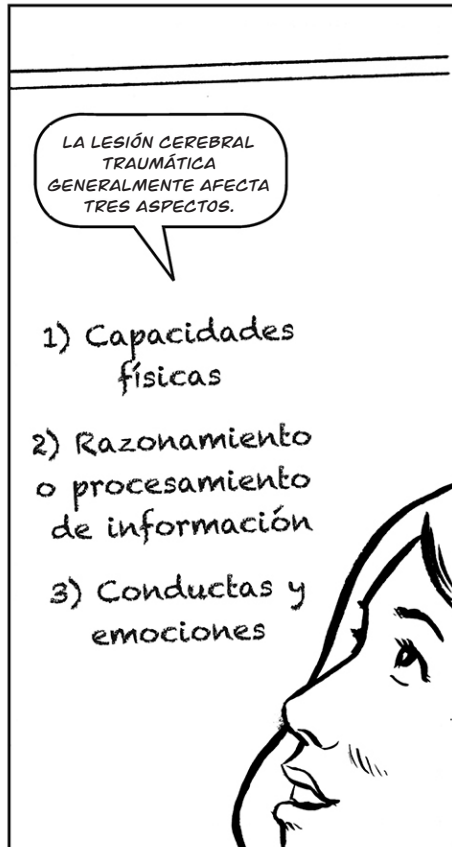 LA LESIÓN CEREBRAL
TRAUMÁTICA
GENERALMENTE AFECTA
TRES ASPECTOS.
1) Capacidades
físicas
2) Razonamiento
o procesamiento
de información
3) Conductas y
emociones